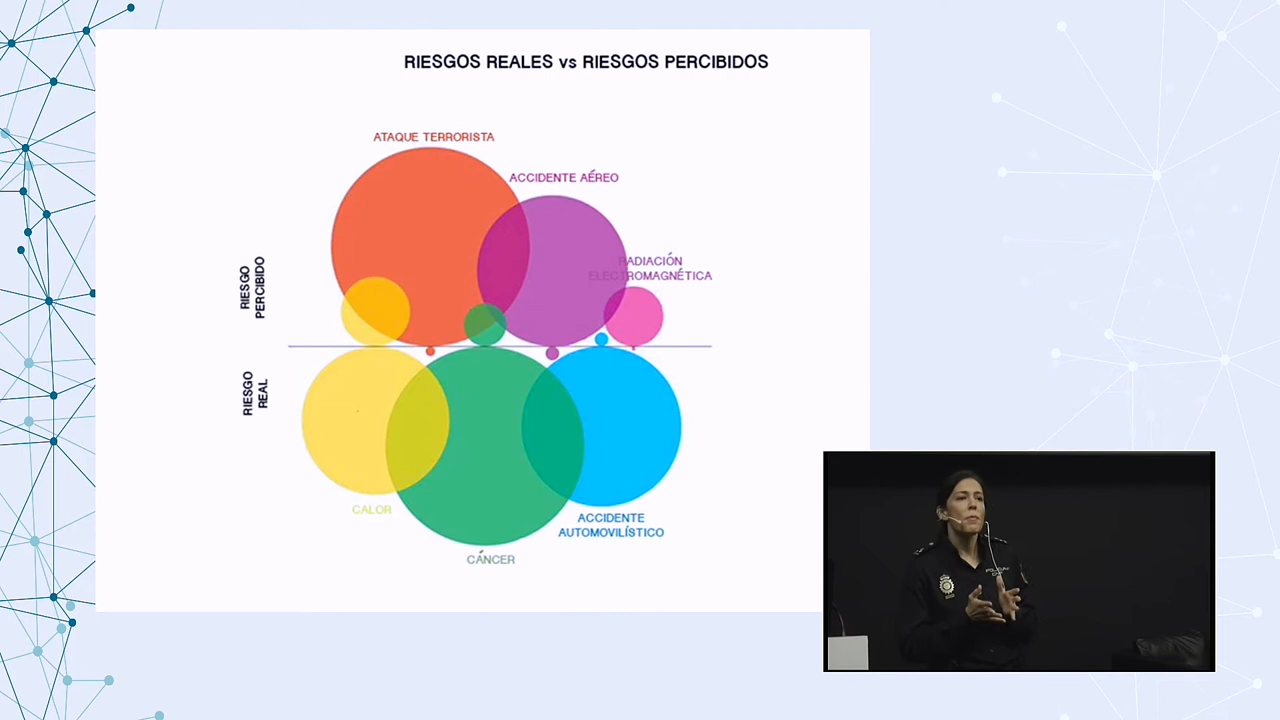 RIESGOS REALES vs RIESGOS PERCIBIDOS
ATAQUE TERRORISTA
ACCIDENTE AÉREO
RADIACIÓN
ELECTROMAGNÉTICA
RIESGO
PERCIBIDO
RIESGO
REAL
CALOR
ACCIDENTE
AUTOMOVILÍSTICO
CÁNCER